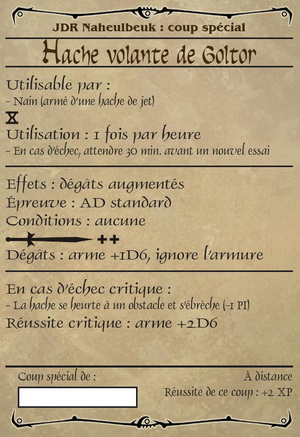 JDR Naheulbeuk : coup spécial
Hache volante de Goltor
Utilisable par :
- Nain (armé d'une hache de jet)
Utilisation : 1 fois par heure
- En cas d'échec, attendre 30 min. avant un nouvel essai
Effets : dégâts augmentés
Épreuve : AD standard
Conditions : aucune
++
Dégâts : arme +1D6, ignore l'armure
En cas d'échec critique :
- La hache se heurte à un obstacle et s'ébrèche (-1 PI)
Réussite critique : arme +2D6
Coup spécial de :
À distance
Réussite de ce coup : +2 XP